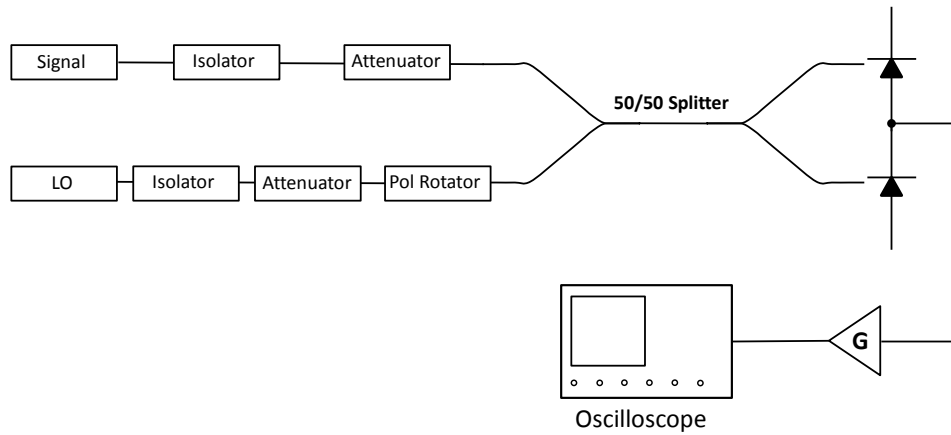 Signal
Isolator
Attenuator
50/50 Splitter
LO
Isolator
Attenuator
Pol Rotator
G
Oscilloscope